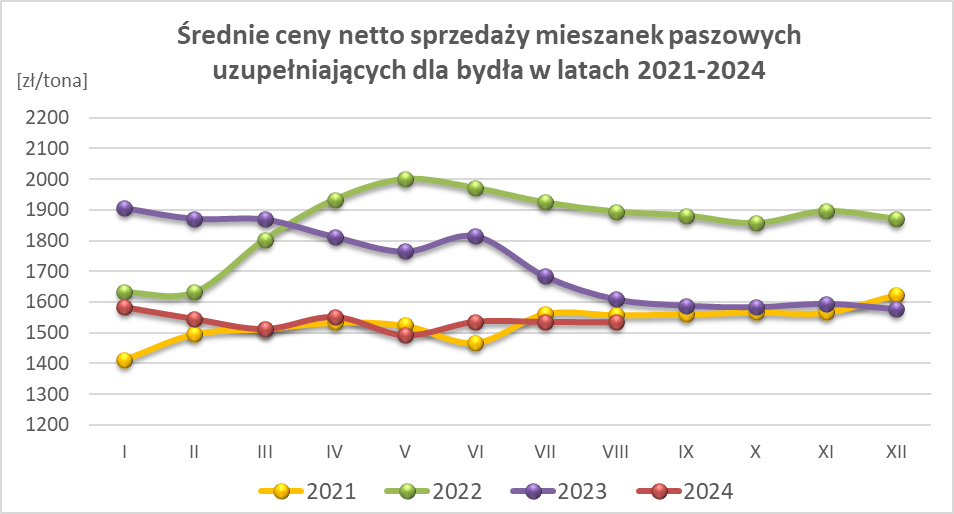 Średnie ceny netto sprzedaży mieszanek paszowych
uzupełniających dla bydła w latach 2021-2024
[zł/tona]
2200
2100
2000
1900
1800
1700
1600
1500
1400
1300
1200
I II III IV V VI VII VIII IX X XI XII
2021 2022 2023 2024